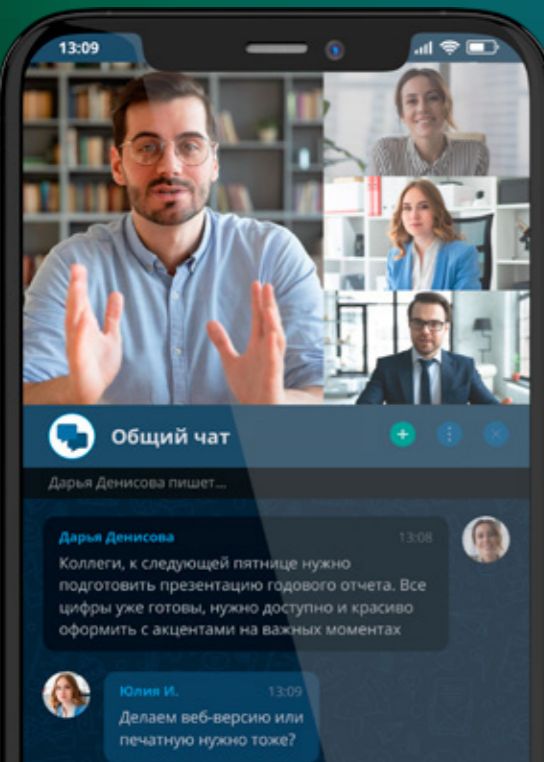 13:09
Общий чат
Дарья Денисова пишет...
Дарья Денисова 13:08
Коллеги, к следующей пятнице нужно
подготовить презентацию годового отчета. Все
цифры уже готовы, нужно доступно и красиво
оформить с акцентами на важных моментах
Юлия И. 13:09
Делаем веб-версию или
печатную нужно тоже?